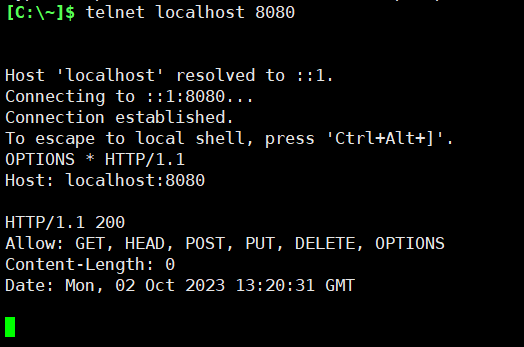 [C:\~]$ telnet localhost 8080
Host 'localhost' resolved to ::1.
Connecting to ::1:8080...
Connection established.
To escape to local shell, press 'Ctrl+Alt+]'.
OPTIONS * HTTP/1.1
Host: localhost:8080
HTTP/1.1 200
Allow: GET, HEAD, POST, PUT, DELETE, OPTIONS
Content-Length: 0
Date: Mon, 02 Oct 2023 13:20:31 GMT